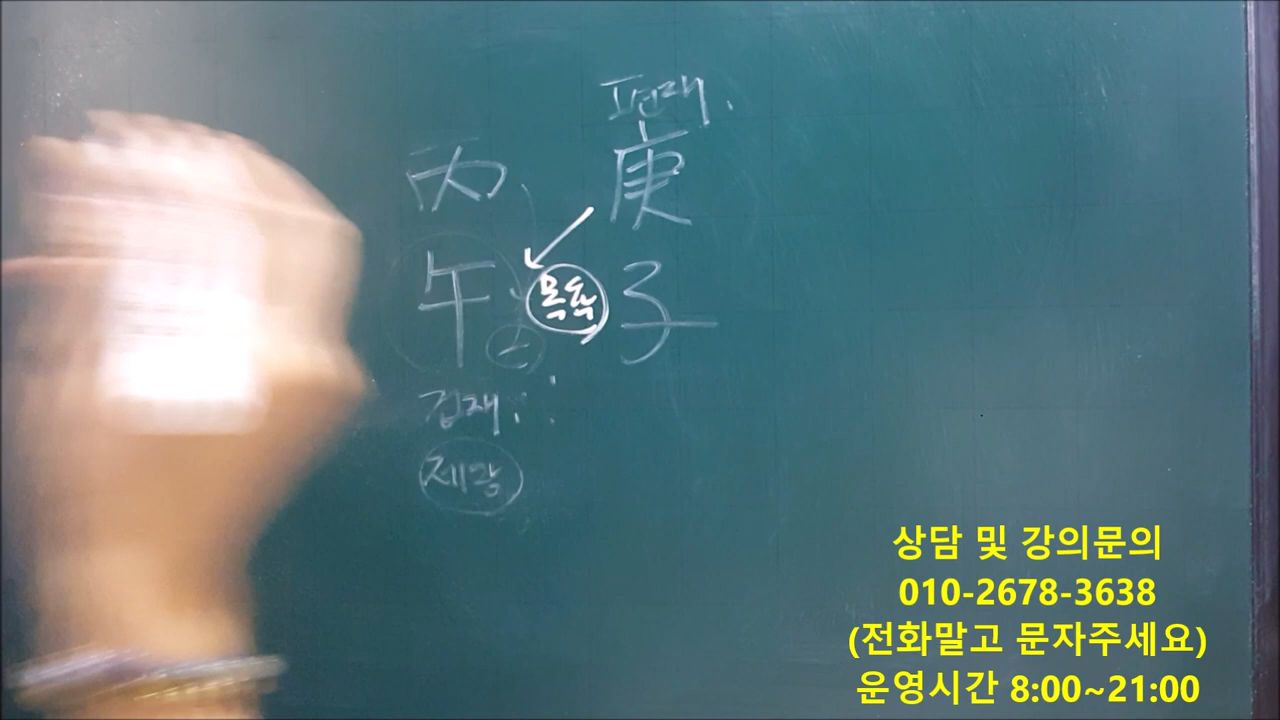 편재.
丙 庚
午 목욕 子
겁재
제왕
상담 및 강의문의
010-2678-3638
(전화말고 문자주세요)
운영시간 8:00~21:00